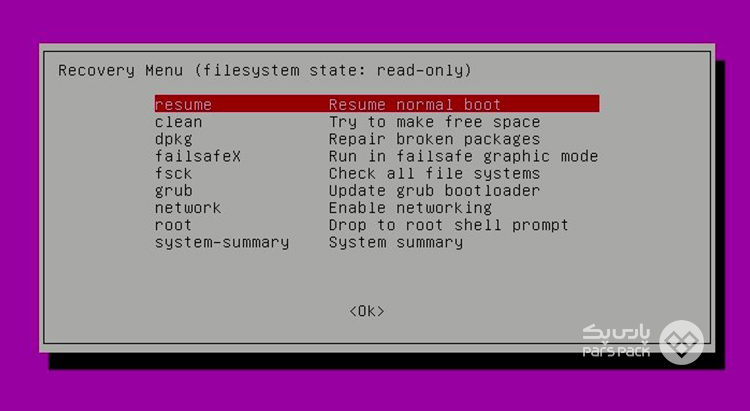 Recovery Menu (filesystem state: read-only)
resume Resume normal boot
clean Try to make free space
dpkg Repair broken packages
failsafeX Run in failsafe graphic mode
fsck Check all file systems
grub Update grub bootloader
network Enable networking
root Drop to root shell prompt
system-summary System summary
<Ok>
پارس‌پک
Pars Pack